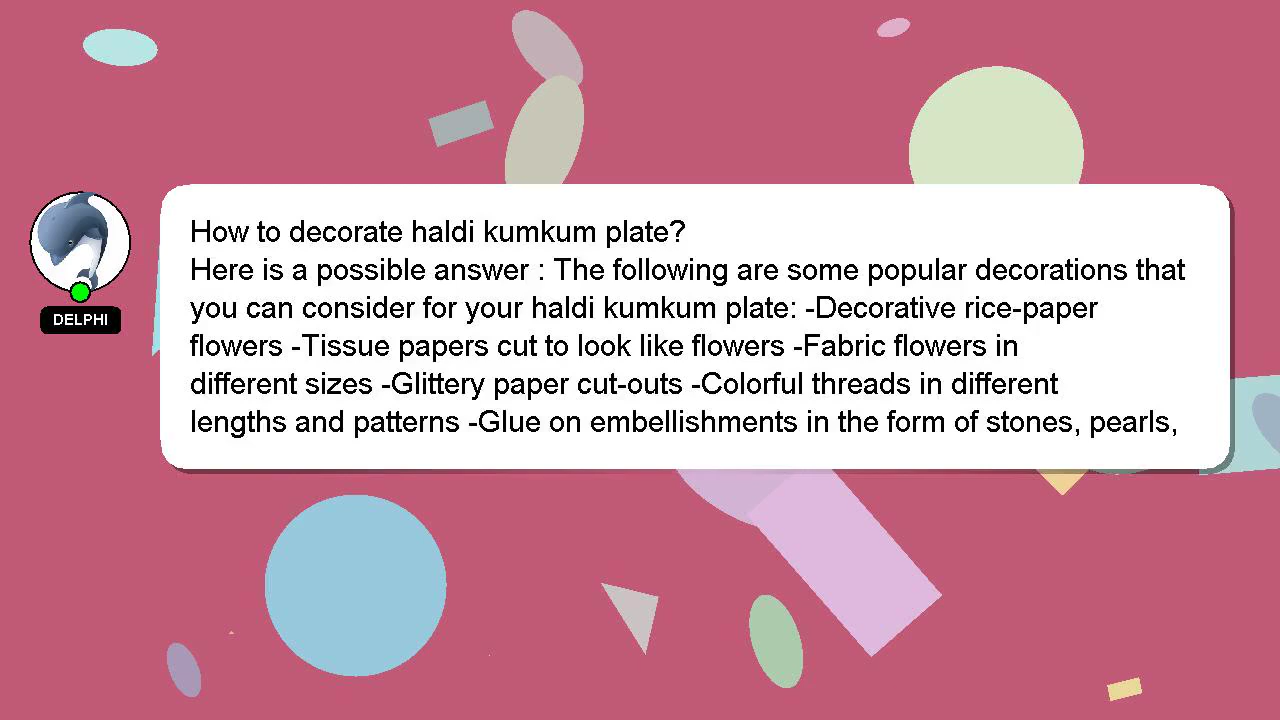 How to decorate haldi kumkum plate?
Here is a possible answer : The following are some popular decorations that
you can consider for your haldi kumkum plate: -Decorative rice-paper
flowers -Tissue papers cut to look like flowers -Fabric flowers in
different sizes -Glittery paper cut-outs -Colorful threads in different
lengths and patterns -Glue on embellishments in the form of stones, pearls,
DELPHI